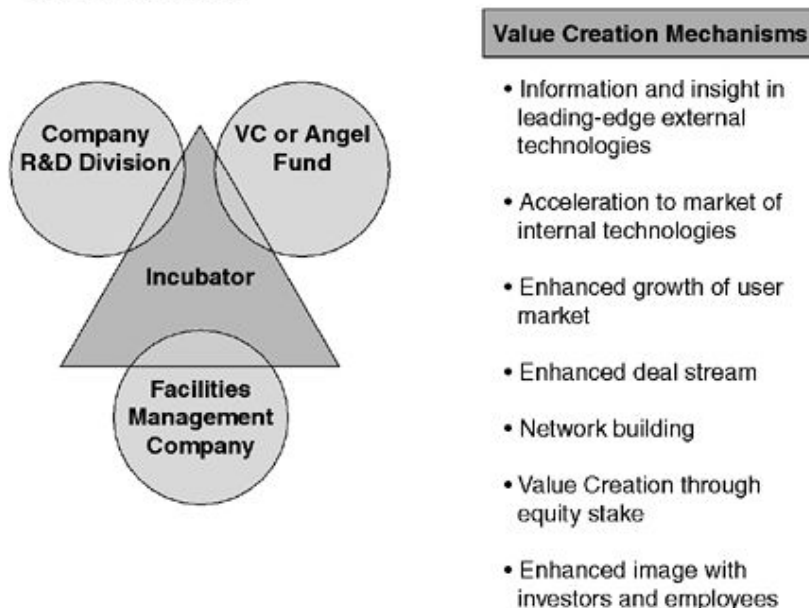 Company
R&D Division
VC or Angel
Fund
Incubator
Facilities
Management
Company
Value Creation Mechanisms
• Information and insight in
leading-edge external
technologies
• Acceleration to market of
internal technologies
• Enhanced growth of user
market
• Enhanced deal stream
• Network building
• Value Creation through
equity stake
• Enhanced image with
investors and employees